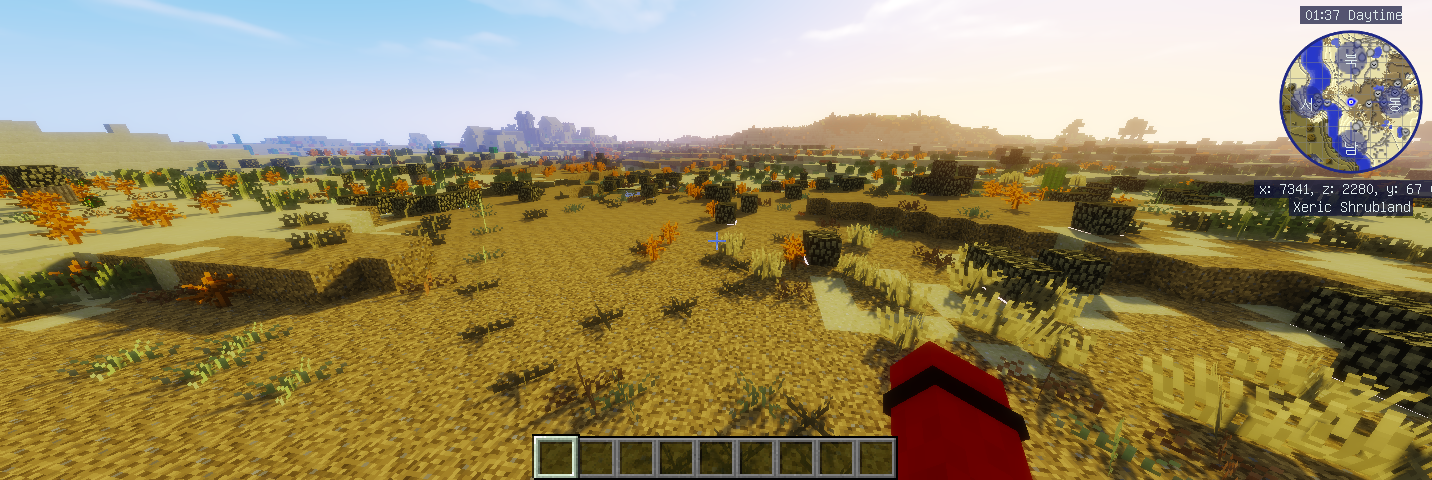 01:37 Daytime
북
서
동
남
x: 7341, z: 2280, y: 67
Xeric Shrubland